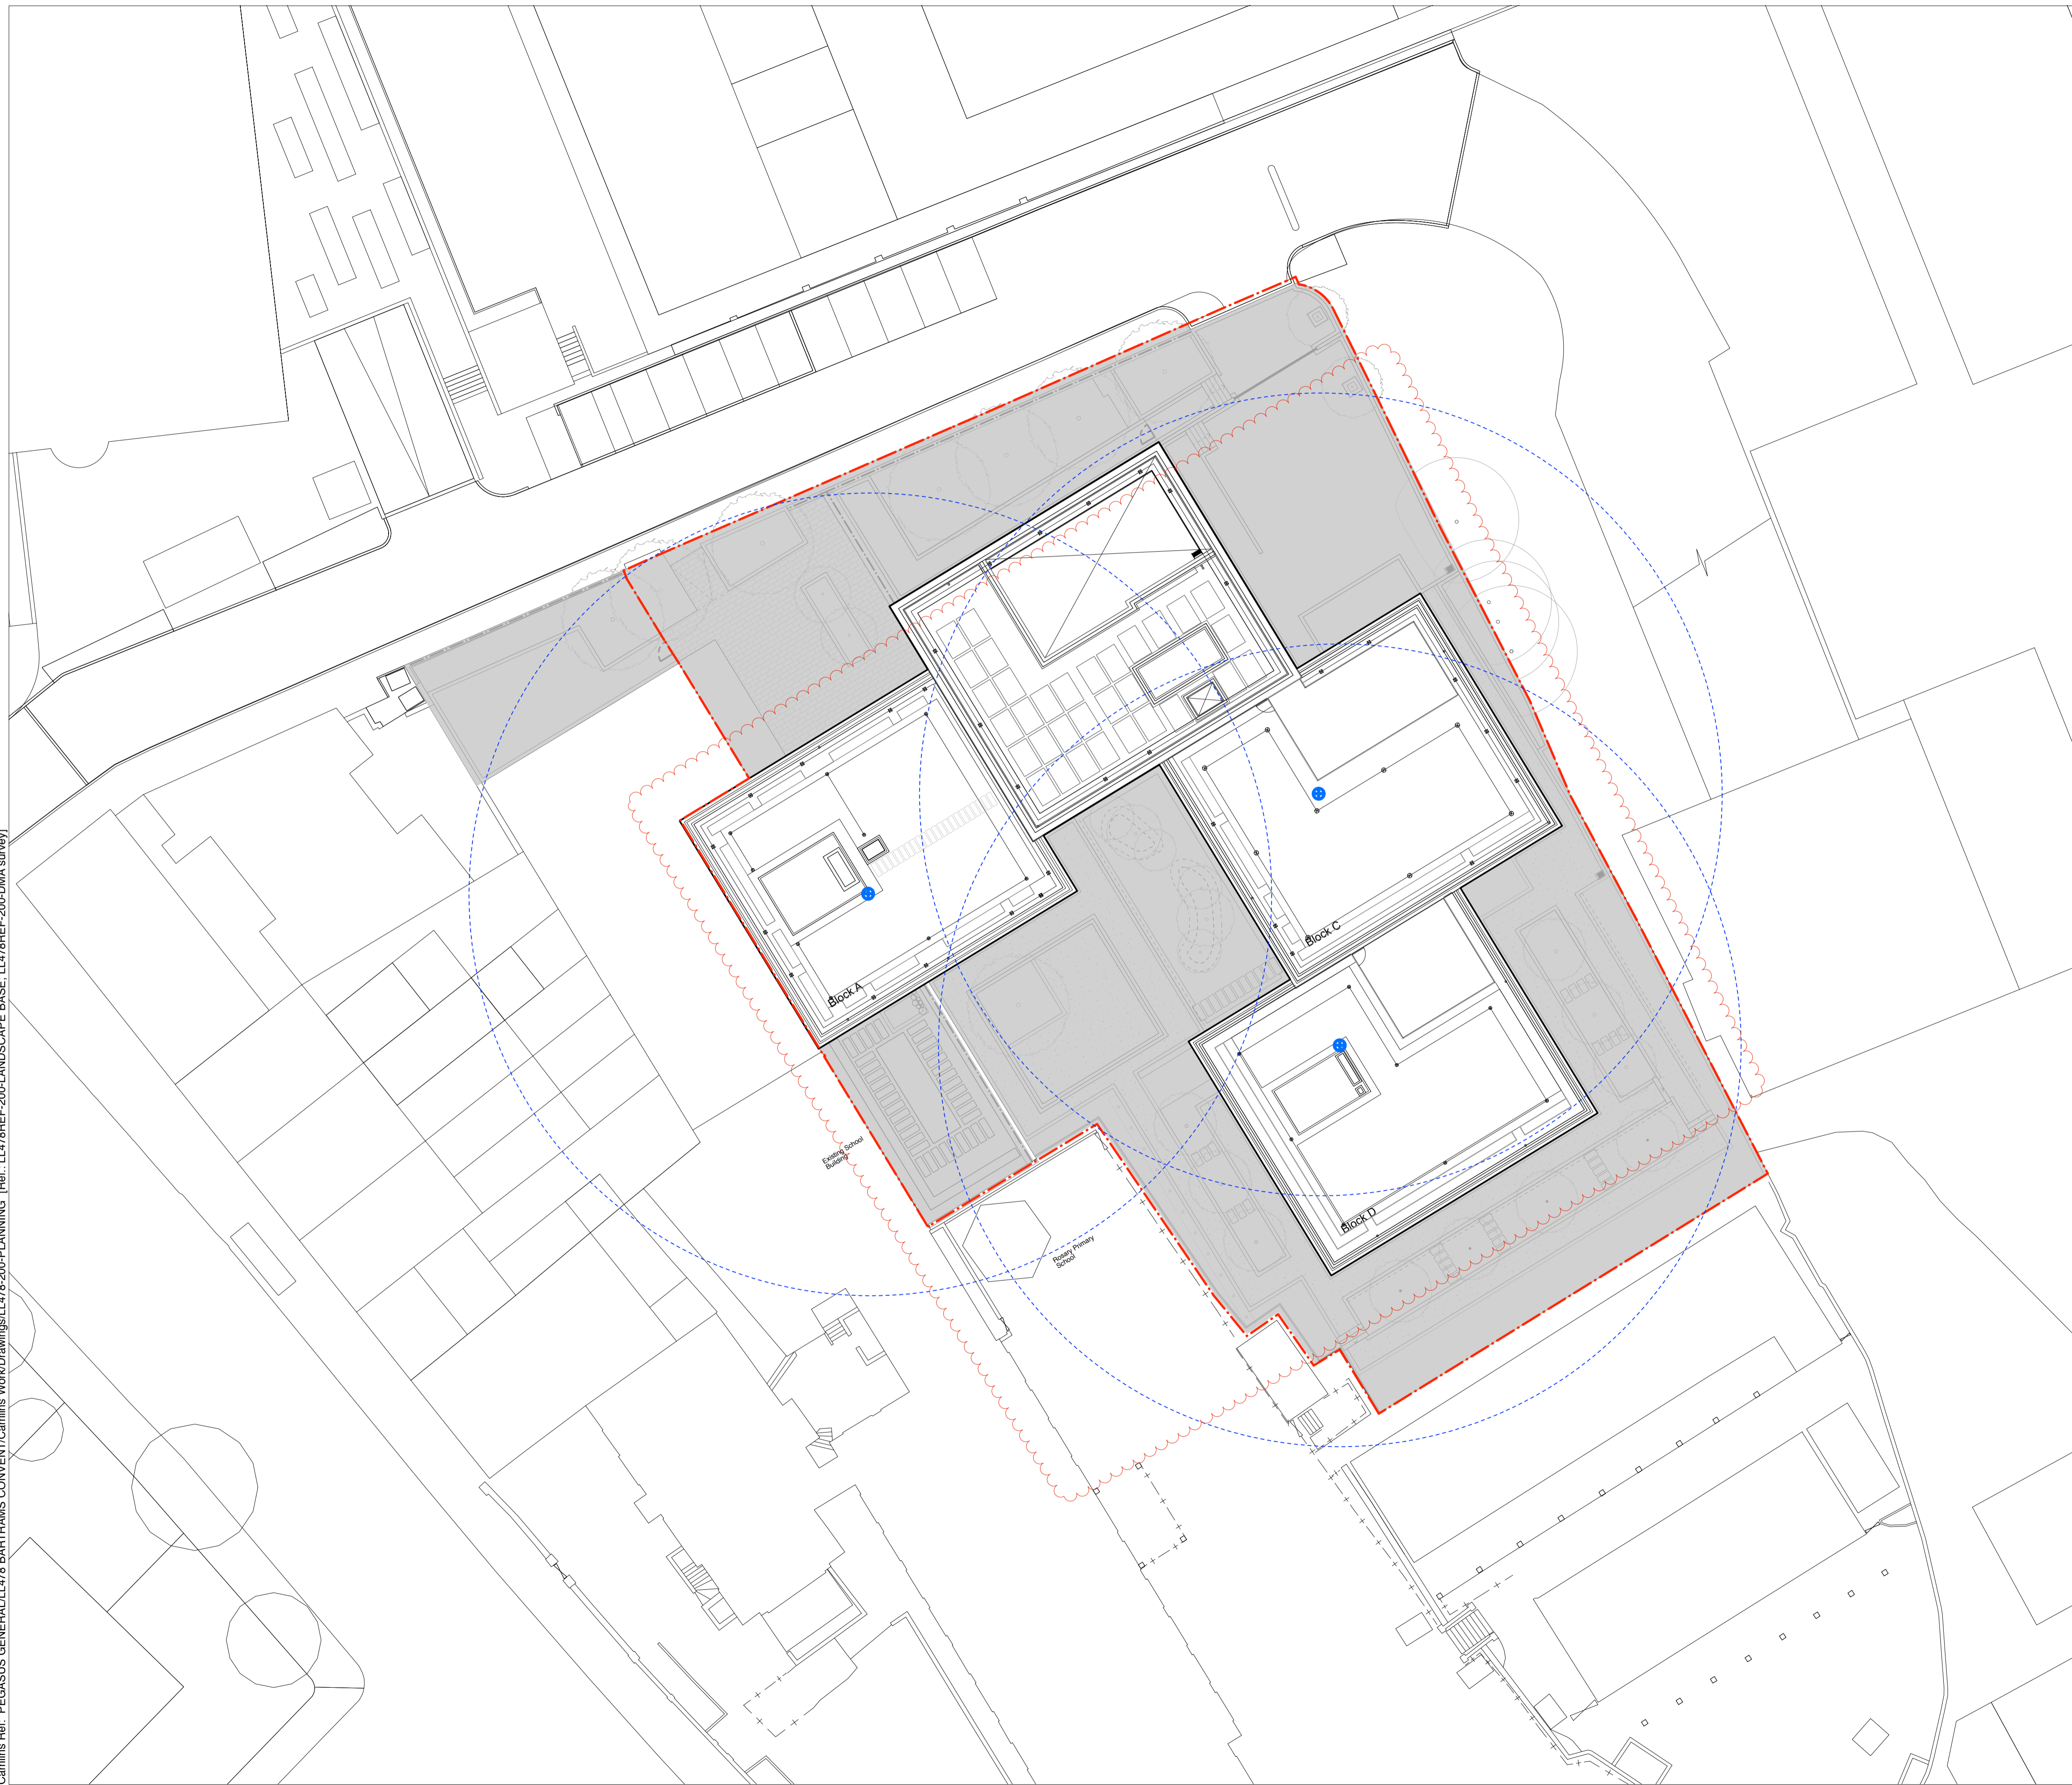 Block A
Block C
Block D
Existing School
Building
Rosary Primary
School
Camlins Ref: PEGASUS GENERAL/LL478 BARTRAMS CONVENT/Camlins Work/Drawings/LL478-200-PLANNING [Ref.: LL478REF-200-LANDSCAPE BASE; LL478REF-200-DMA survey]